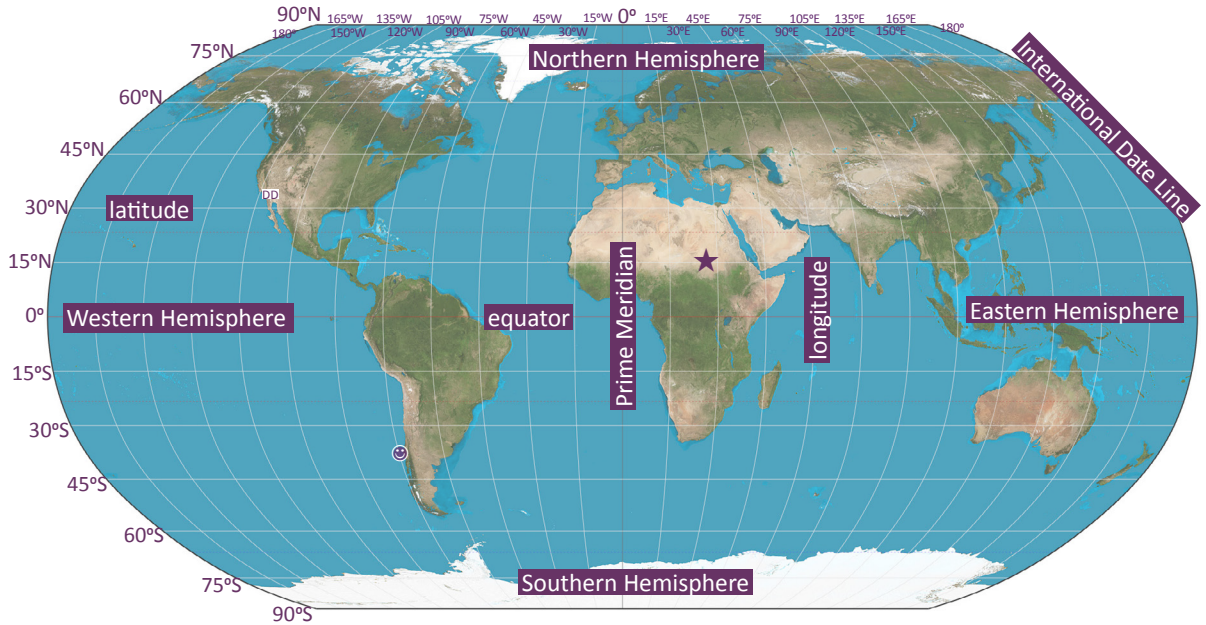 90ºN 165ºW 135ºW 105ºW 75ºW 45ºW 15ºW 0º 15ºE 45ºE 75ºE 105ºE 135ºE 165ºE
180º 150ºW 120ºW 90ºW 60ºW 30ºW 30ºE 60ºE 90ºE 120ºE 150ºE 180º
75ºN
Northern Hemisphere
International Date Line
60ºN
45ºN
DD
30ºN
latitude
15ºN
Prime Meridian
longitude
0º
Western Hemisphere
equator
Eastern Hemisphere
15ºS
30ºS
45ºS
60ºS
75ºS
Southern Hemisphere
90ºS